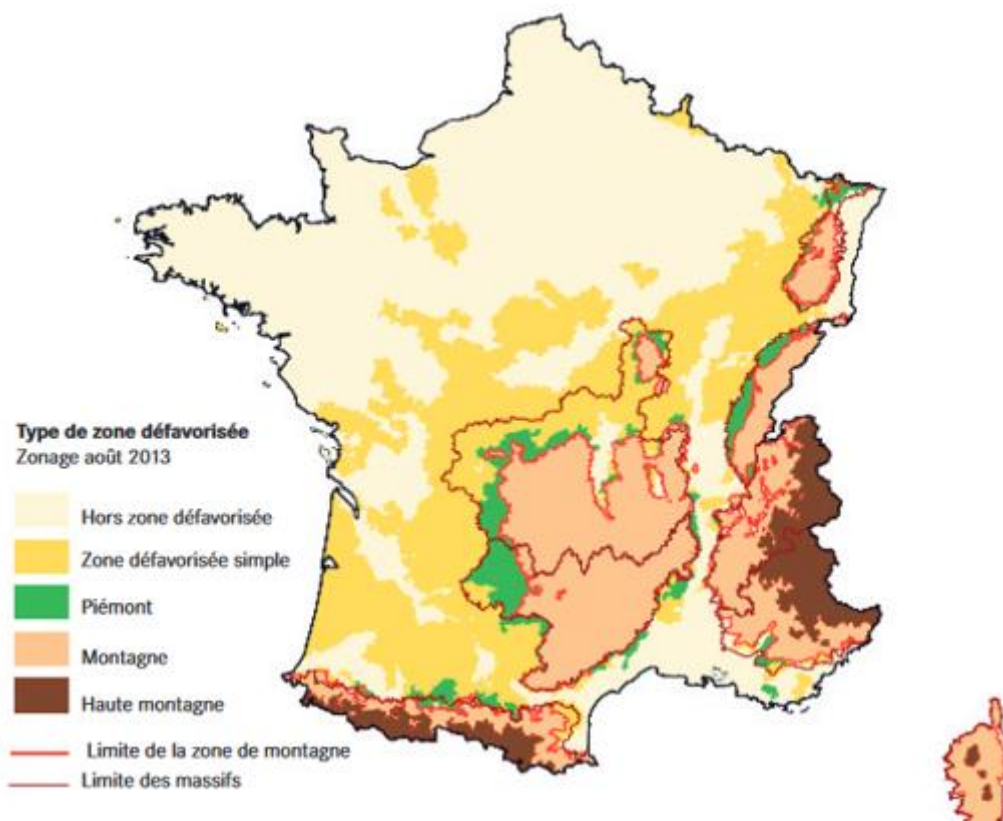 Type de zone défavorisée
Zonage août 2013
Hors zone défavorisée
Zone défavorisée simple
Piémont
Montagne
Haute montagne
Limite de la zone de montagne
Limite des massifs